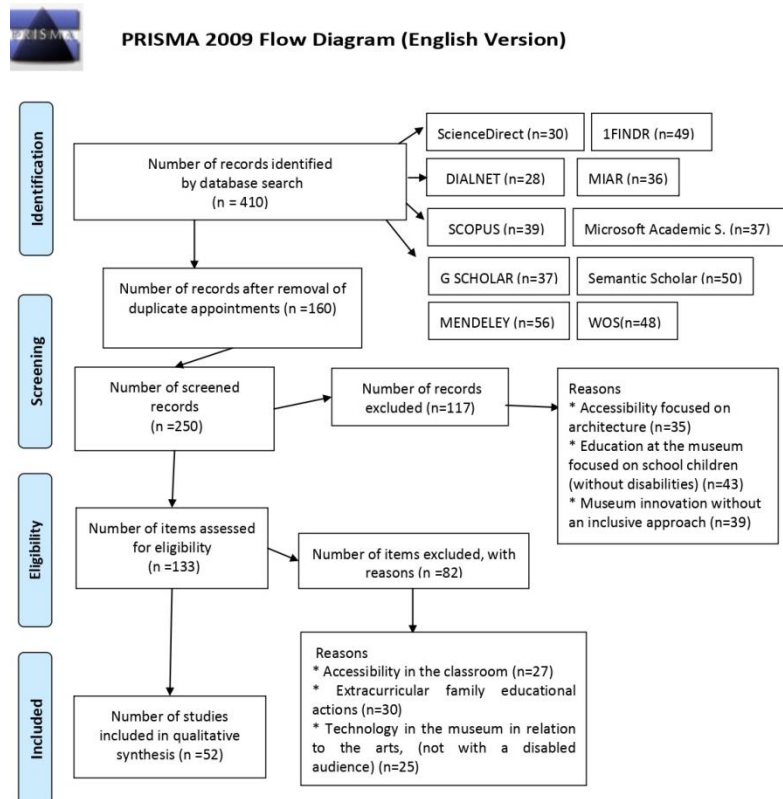 PRISMA
PRISMA 2009 Flow Diagram (English Version)
Identification
Number of records identified
by database search
(n = 410)
ScienceDirect (n=30)
1FINDR (n=49)
DIALNET (n=28)
MIAR (n=36)
SCOPUS (n=39)
Microsoft Academic S. (n=37)
G SCHOLAR (n=37)
Semantic Scholar (n=50)
MENDELEY (n=56)
WOS(n=48)
Number of records after removal of
duplicate appointments (n =160)
Screening
Number of screened
records
(n =250)
Number of records
excluded (n=117)
Reasons
* Accessibility focused on
architecture (n=35)
* Education at the museum
focused on school children
(without disabilities) (n=43)
* Museum innovation without
an inclusive approach (n=39)
Eligibility
Number of items assessed
for eligibility
(n =133)
Number of items excluded, with
reasons (n =82)
Reasons
* Accessibility in the classroom (n=27)
* Extracurricular family educational
actions (n=30)
* Technology in the museum in relation
to the arts, (not with a disabled
audience) (n=25)
Included
Number of studies
included in qualitative
synthesis (n =52)